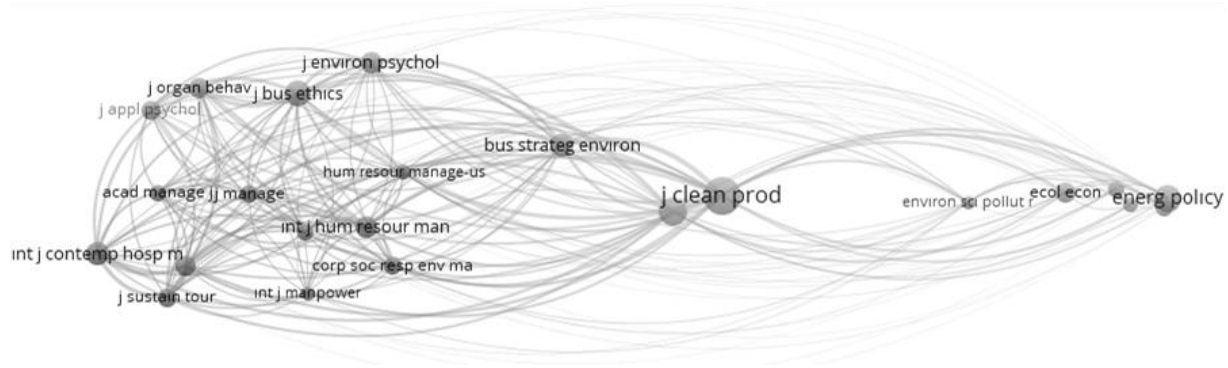 j environ psychol
j organ behav
j bus ethics
j appl psychol
bus strateg environ
hum resour manage-us
acad manage jj manage
j clean prod
environ sci pollut r
ecol econ
energ policy
int j hum resour man
int j contemp hosp m
corp soc resp env ma
j sustain tour
int j manpower